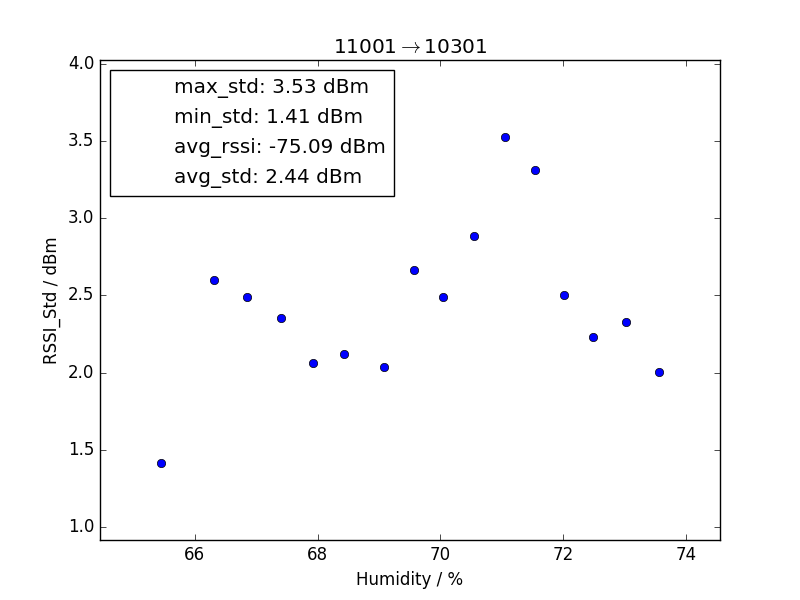 11001→10301
max_std: 3.53 dBm
min_std: 1.41 dBm
avg_rssi: -75.09 dBm
avg_std: 2.44 dBm
4.0
3.5
3.0
2.5
2.0
1.5
1.0
RSSI_Std / dBm
66 68 70 72 74
Humidity / %